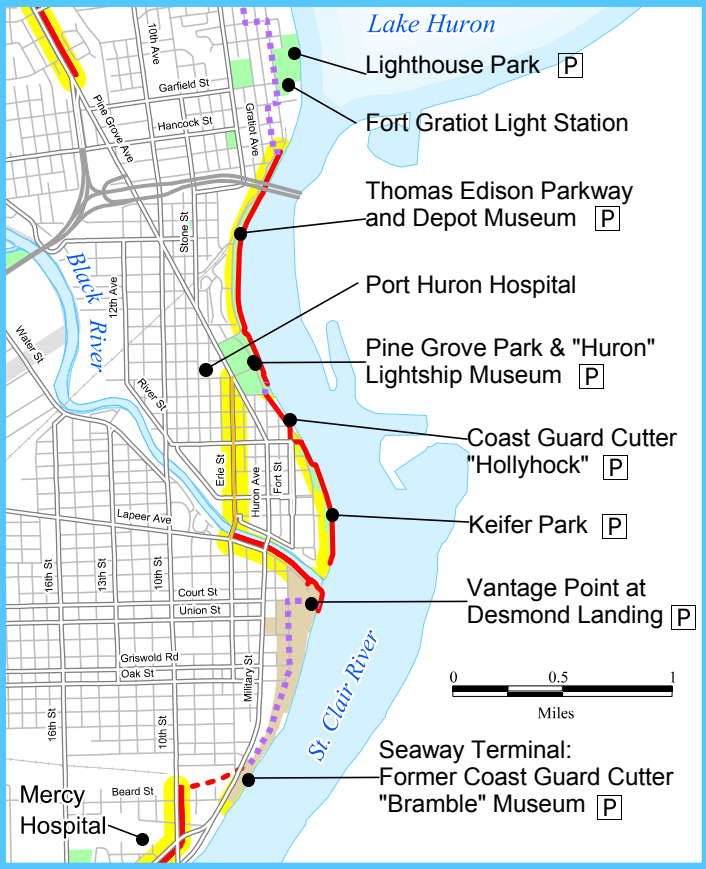 Lake Huron
10th Ave
Lighthouse Park P
Garfield St
Pine Grove Ave
Gratiot Ave
Hancock St
Fort Gratiot Light Station
Thomas Edison Parkway
and Depot Museum P
Stone St
Black River
12th Ave
Port Huron Hospital
Water St
Pine Grove Park & "Huron"
Lightship Museum P
River St
Coast Guard Cutter
"Hollyhock" P
Erie St
Huron Ave
Fort St
Lapeer Ave
Keifer Park P
16th St
13th St
10th St
Court St
Union St
Vantage Point at
Desmond Landing P
Griswold Rd
Oak St
Military St
St. Clair River
0 0.5 1
Miles
16th St
10th St
Seaway Terminal:
Former Coast Guard Cutter
"Bramble" Museum P
Beard St
Mercy
Hospital